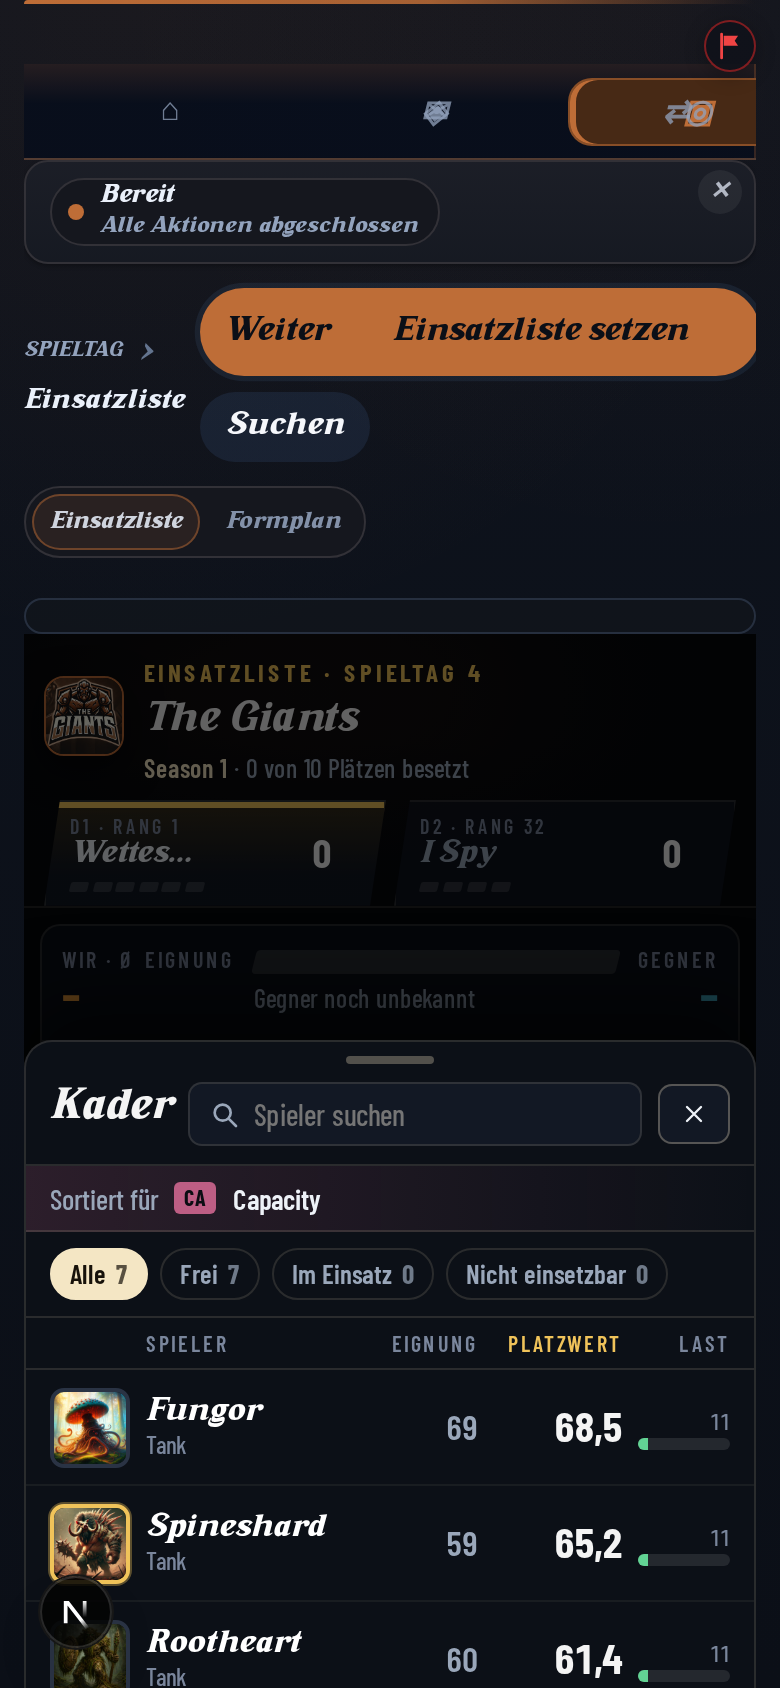 Bereit
Alle Aktionen abgeschlossen
Weiter Einsatzliste setzen
SPIELTAG ›
Einsatzliste
Suchen
Einsatzliste Formplan
EINSATZLISTE · SPIELTAG 4
THE GIANTS
The Giants
Season 1 · 0 von 10 Plätzen besetzt
D1 · RANG 1
Wettes... 0
D2 · RANG 32
I Spy 0
WIR · Ø EIGNUNG GEGNER
– Gegner noch unbekannt –
Kader Spieler suchen
Sortiert für CA Capacity
Alle 7 Frei 7 Im Einsatz 0 Nicht einsetzbar 0
SPIELER EIGNUNG PLATZWERT LAST
Fungor 69 68,5 11
Tank
Spineshard 59 65,2 11
Tank
N
Rootheart 60 61,4 11
Tank